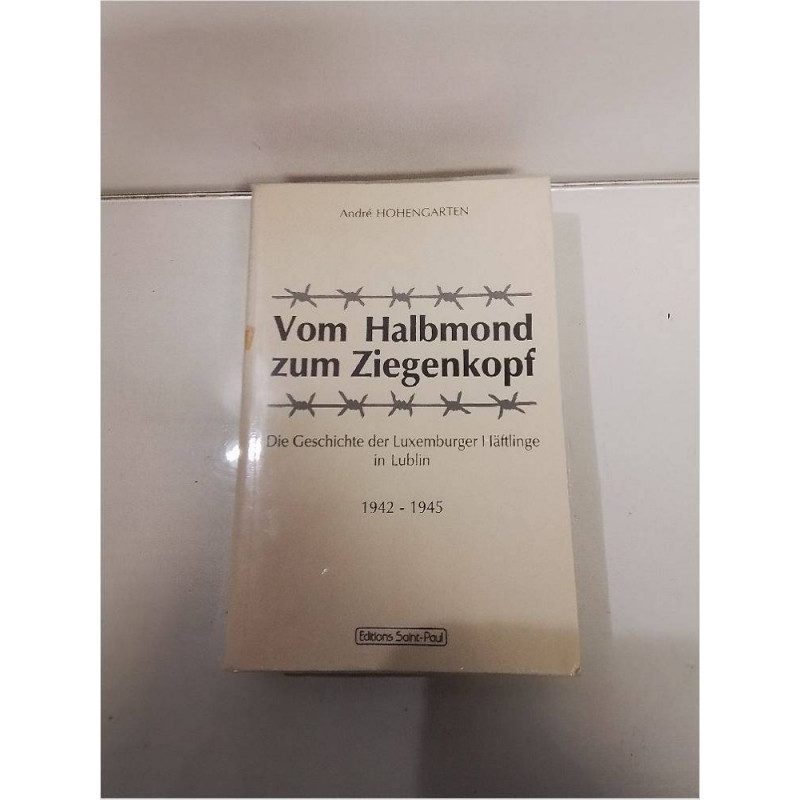 André HOHENGARTEN
Vom Halbmond
zum Ziegenkopf
Die Geschichte der Luxemburger Häftlinge
in Lublin
1942 - 1945
Editions Saint-Paul